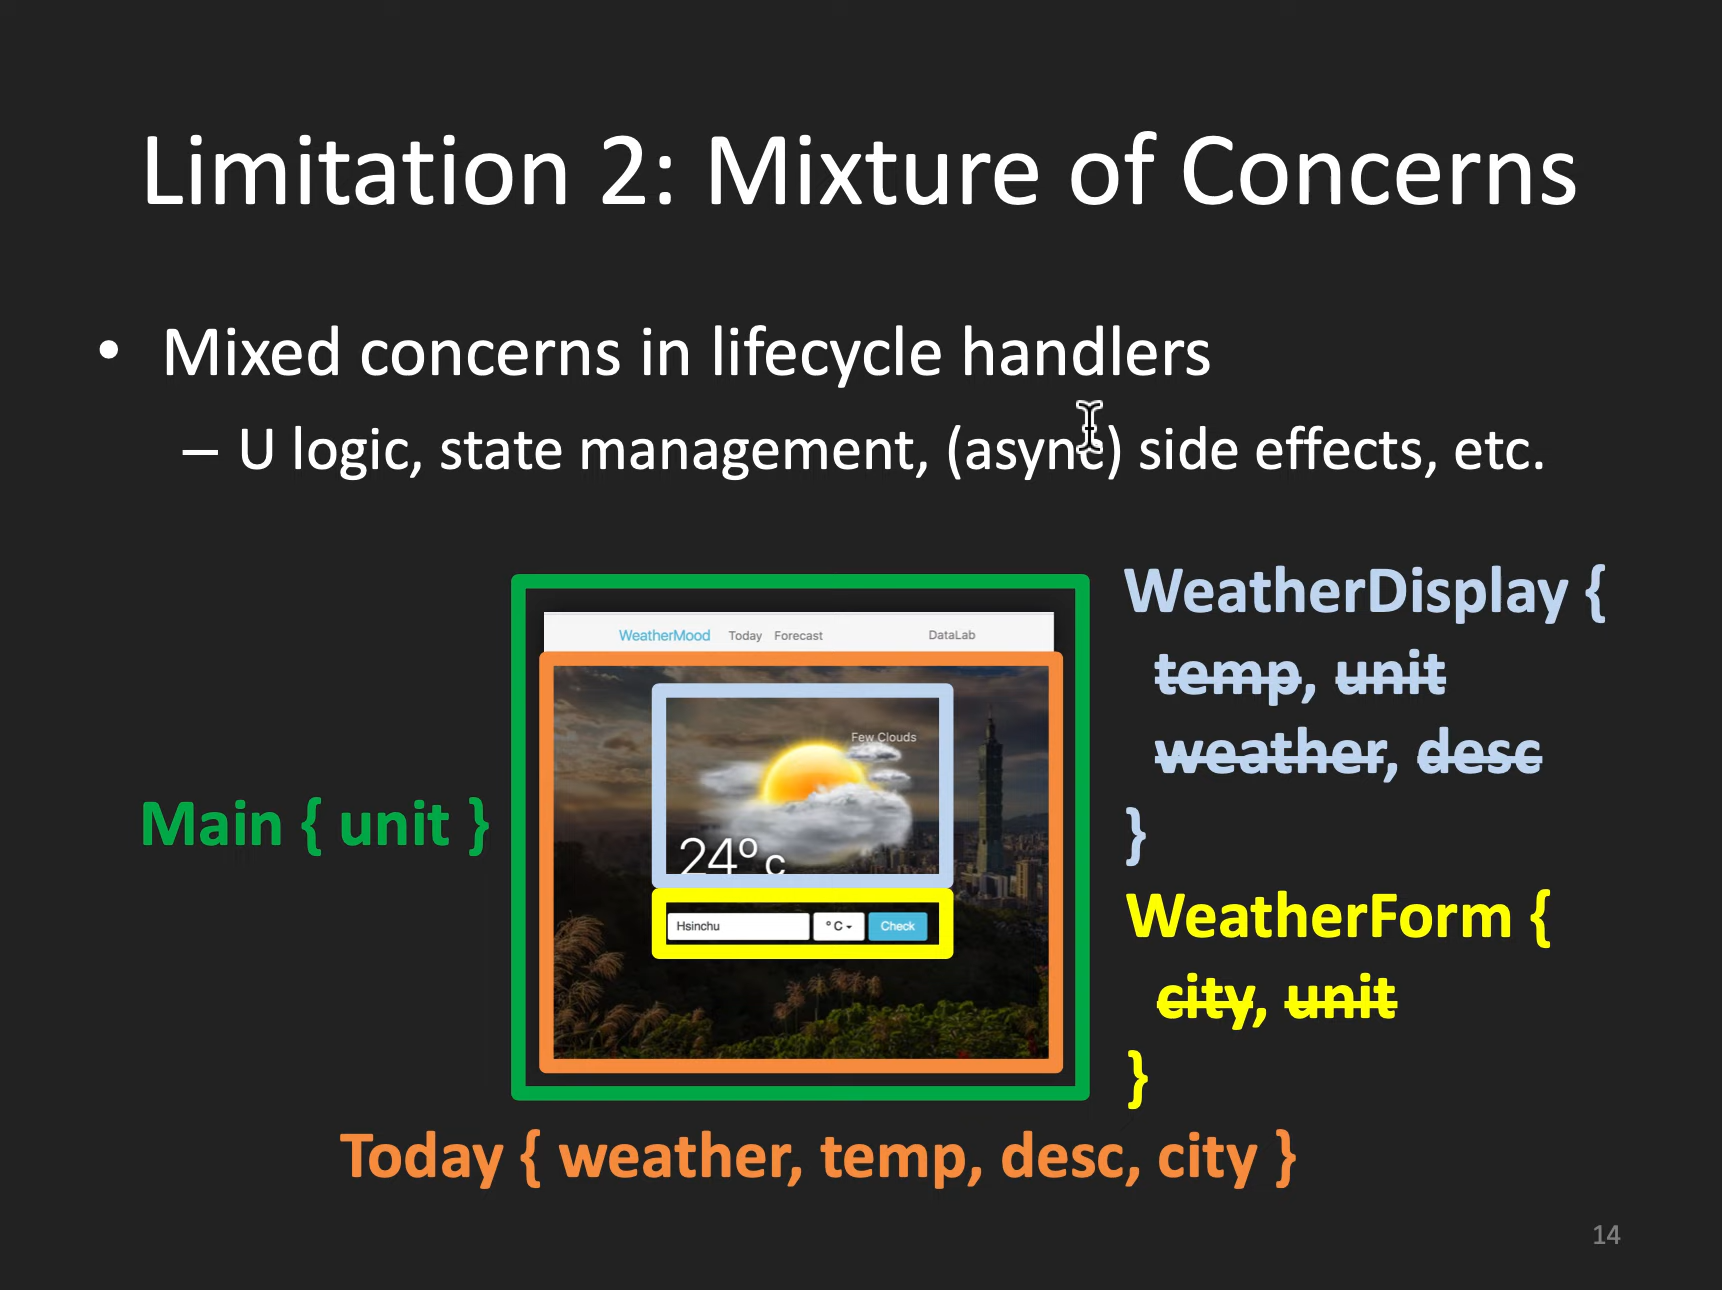 Limitation 2: Mixture of Concerns
• Mixed concerns in lifecycle handlers
– U logic, state management, (async) side effects, etc.
WeatherMood Today Forecast DataLab
Few Clouds
24° c
Hsinchu ° C Check
Main { unit }
WeatherDisplay {
temp, unit
weather, desc
}
WeatherForm {
city, unit
}
Today { weather, temp, desc, city }
14